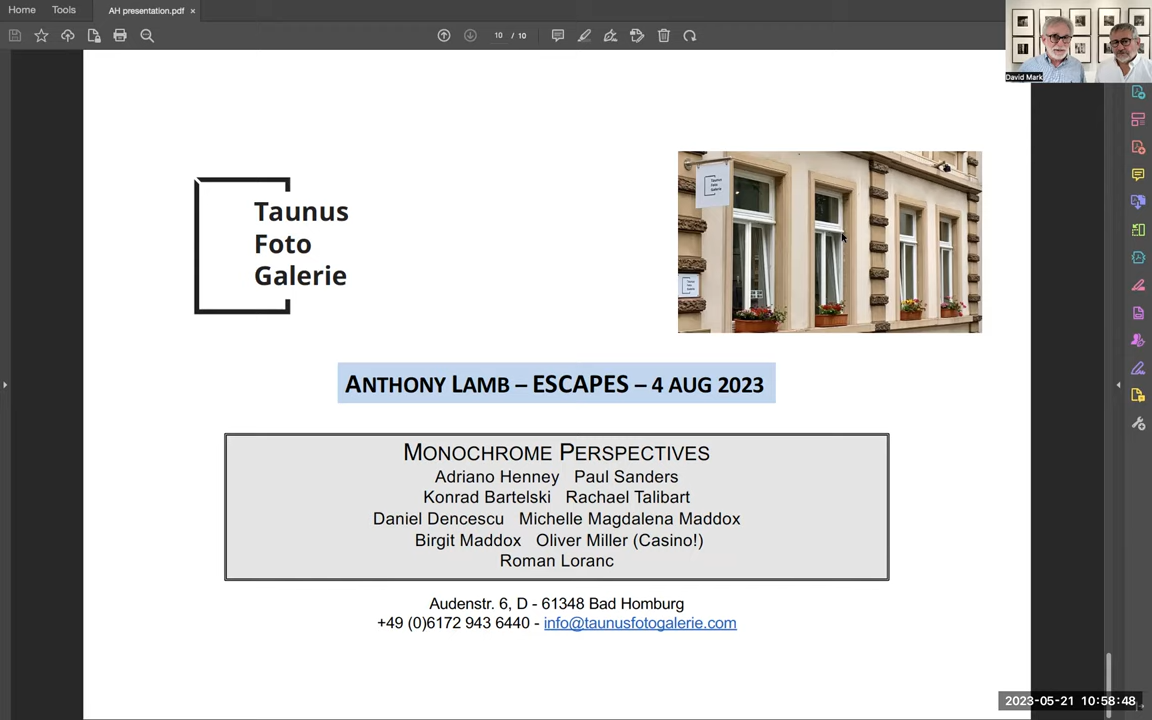 Home
Tools
AH presentation.pdf
10 / 10
David Mark
Taunus
Foto
Galerie
Taunus
Foto
Galerie
ANTHONY LAMB – ESCAPES – 4 AUG 2023
MONOCHROME PERSPECTIVES
Adriano Henney Paul Sanders
Konrad Bartelski Rachael Talibart
Daniel Dencescu Michelle Magdalena Maddox
Birgit Maddox Oliver Miller (Casino!)
Roman Loranc
Audenstr. 6, D - 61348 Bad Homburg
+49 (0)6172 943 6440 - info@taunusfotogalerie.com
2023-05-21 10:58:48